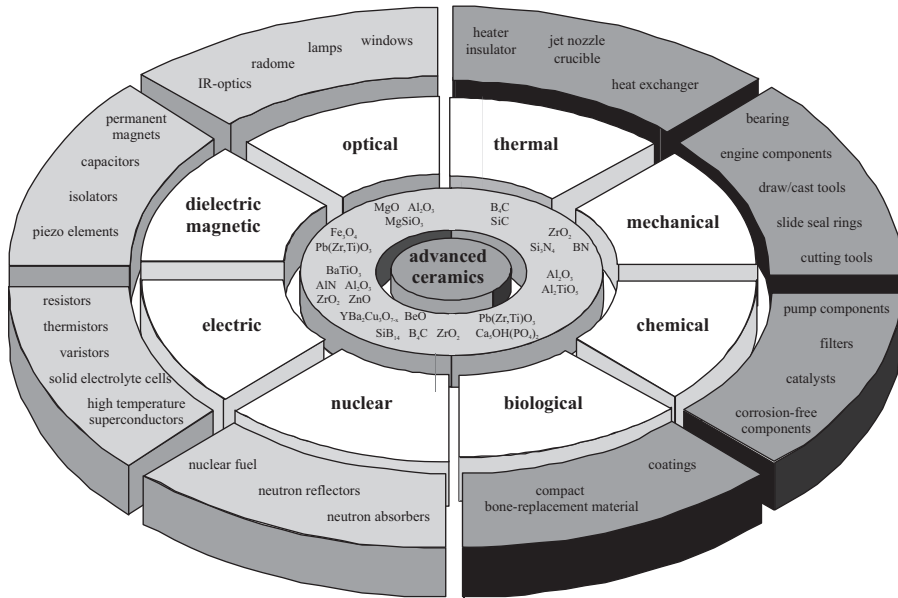 heater
insulator
jet nozzle
crucible
heat exchanger
windows
lamps
radome
IR-optics
permanent
magnets
capacitors
isolators
piezo elements
bearing
engine components
draw/cast tools
slide seal rings
cutting tools
optical
thermal
dielectric
magnetic
mechanical
electric
chemical
nuclear
biological
MgO Al₂O₃
MgSiO₃
B₄C
SiC
Fe₂O₄
Pb(Zr,Ti)O₃
ZrO₂
Si₃N₄ BN
advanced
ceramics
BaTiO₃
AlN Al₂O₃
ZrO₂ ZnO
Al₂O₃
Al₂TiO₅
YBa₂Cu₃O₇₋ₓ BeO
SiB₁₄ B₄C ZrO₂
Pb(Zr,Ti)O₃
Ca₅OH(PO₄)₂
resistors
thermistors
varistors
solid electrolyte cells
high temperature
superconductors
pump components
filters
catalysts
corrosion-free
components
nuclear fuel
neutron reflectors
neutron absorbers
coatings
compact
bone-replacement material